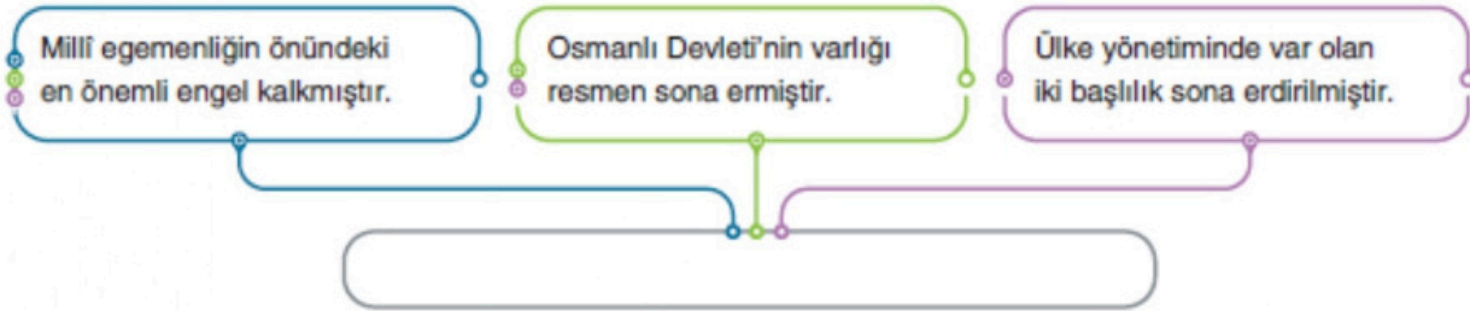 Millî egemenliğin önündeki
en önemli engel kalkmıştır.
Osmanlı Devleti'nin varlığı
resmen sona ermiştir.
Ülke yönetiminde var olan
iki başlılık sona erdirilmiştir.